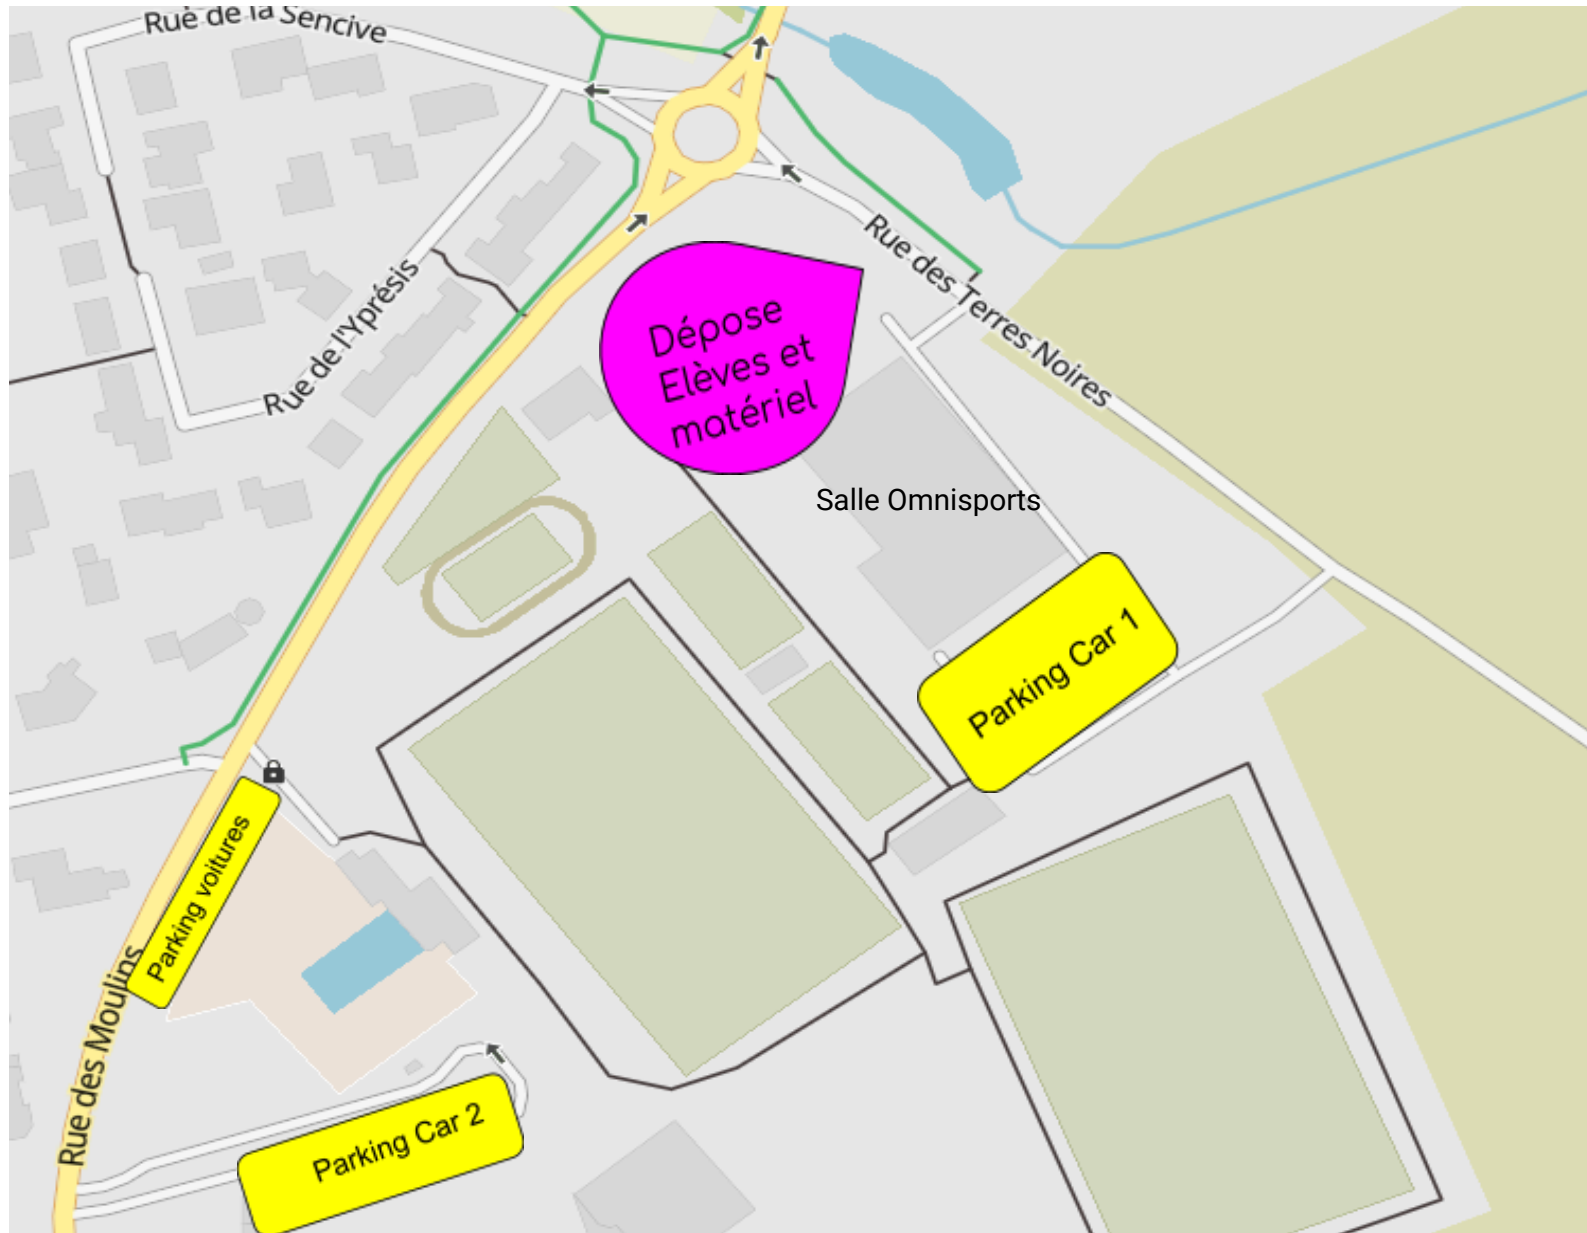 Rue de la Sencive
Rue de l'Yprésis
Rue des Terres Noires
Dépose
Elèves et
matériel
Salle Omnisports
Parking Car 1
Parking voitures
Rue des Moulins
Parking Car 2